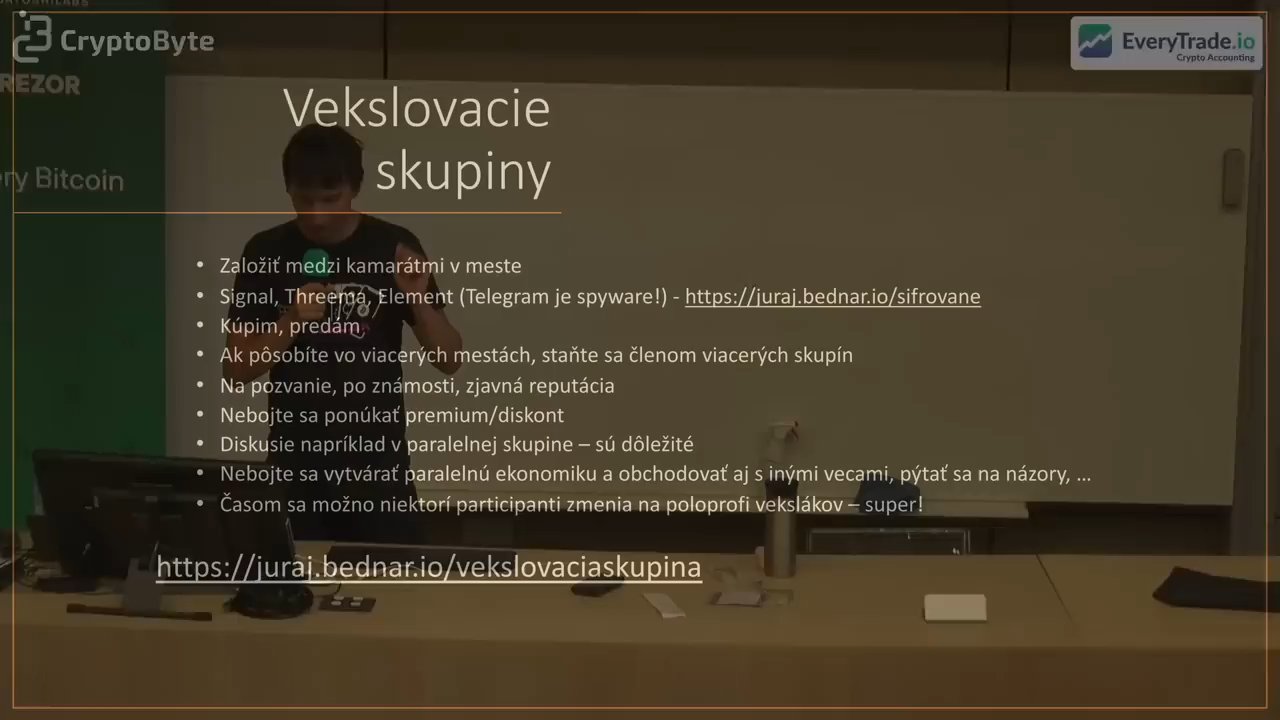 CryptoByte
EveryTrade.io
Crypto Accounting
REZOR
ry Bitcoin
Vekslovacie
skupiny
• Založiť medzi kamarátmi v meste
• Signal, Threema, Element (Telegram je spyware!) - https://juraj.bednar.io/sifrovane
• Kúpim, predám
• Ak pôsobíte vo viacerých mestách, staňte sa členom viacerých skupín
• Na pozvanie, po známosti, zjavná reputácia
• Nebojte sa ponúkať premium/diskont
• Diskusie napríklad v paralelnej skupine – sú dôležité
• Nebojte sa vytvárať paralelnú ekonomiku a obchodovať aj s inými vecami, pýtať sa na názory, ...
• Časom sa možno niektorí participanti zmenia na poloprofi vekslákov – super!
https://juraj.bednar.io/vekslovaciaskupina